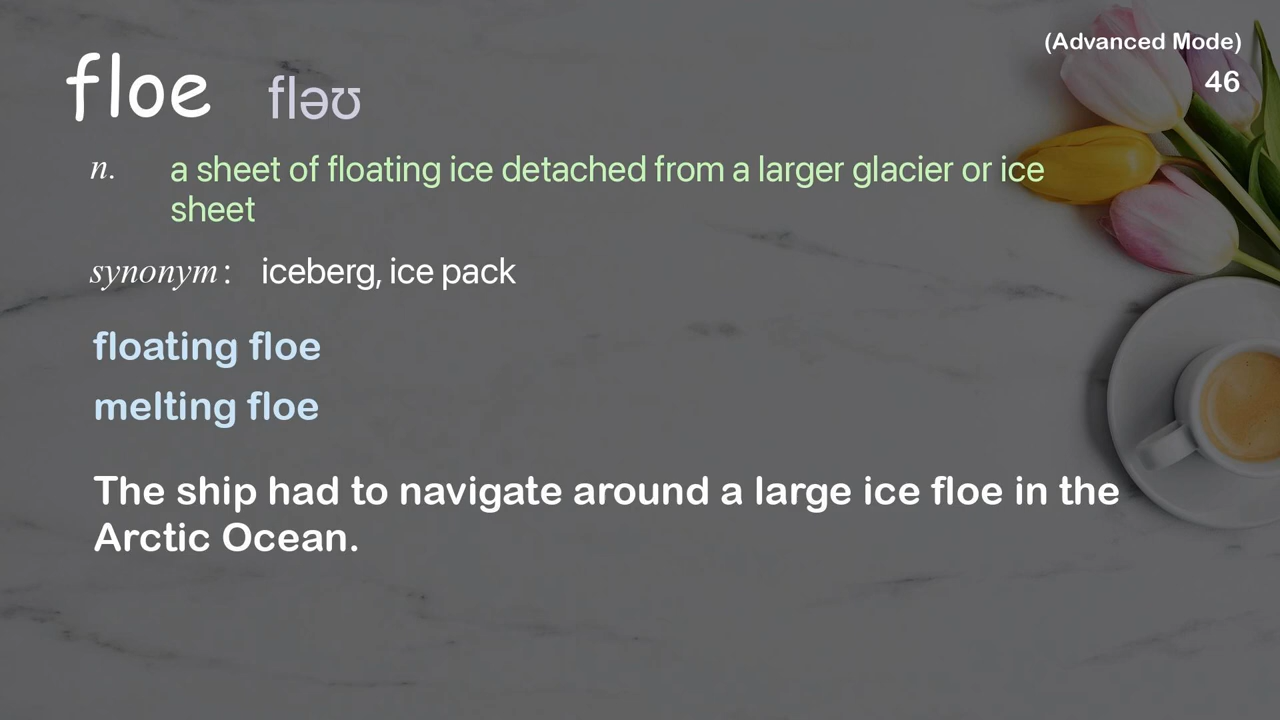 (Advanced Mode)
46
floe fləʊ
n. a sheet of floating ice detached from a larger glacier or ice
sheet
synonym: iceberg, ice pack
floating floe
melting floe
The ship had to navigate around a large ice floe in the
Arctic Ocean.